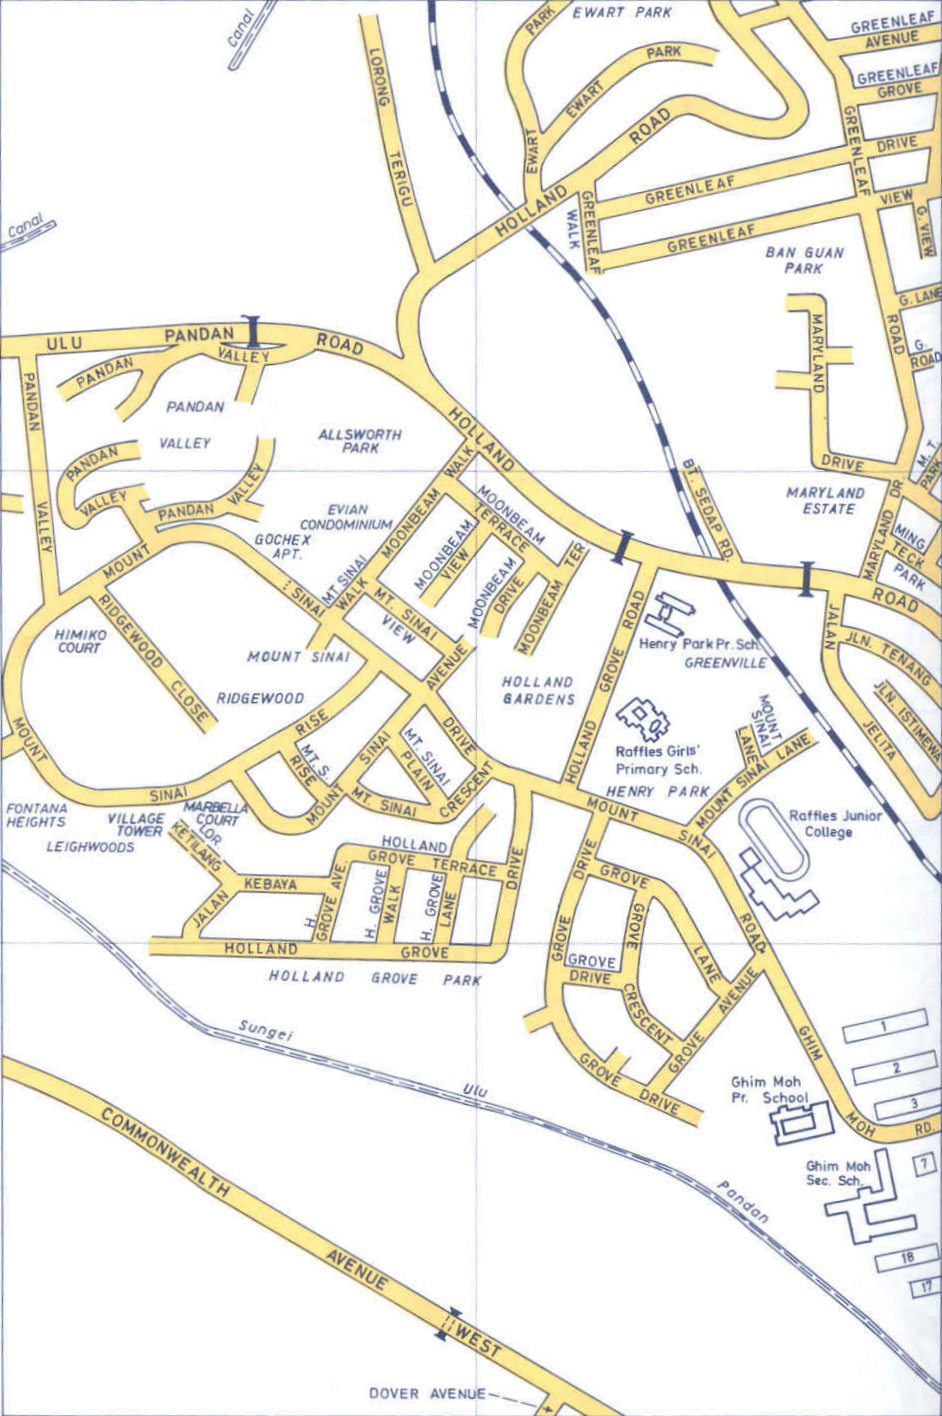 Canal
EWART PARK
PARK
GREENLEAF
AVENUE
LORONG TERIGU
EWART PARK
GREENLEAF
GROVE
EWART
HOLLAND ROAD
GREENLEAF
DRIVE
GREENLEAF
GREENLEAF
WALK
VIEW
G. VIEW
Canal
GREENLEAF
BAN GUAN
PARK
G. LANE
ULU PANDAN ROAD
VALLEY
PANDAN
MARYLAND
ROAD
G.
ROAD
PANDAN
VALLEY
PANDAN
VALLEY
ALLSWORTH
PARK
HOLLAND
PANDAN
VALLEY
PANDAN
VALLEY
WALK
MOONBEAM
BT. SEDAP RD.
DRIVE
M. T.
PARK
MARYLAND
ESTATE
MARYLAND DR.
EVIAN
CONDOMINIUM
GOCHEX
APT.
MOONBEAM
TERRACE
MOONBEAM
VIEW
MOONBEAM
DRIVE
MOONBEAM TER
MING
TECK
PARK
MOUNT
SINAI
MT SINAI
WALK
MT. SINAI
VIEW
ROAD
RIDGEWOOD CLOSE
HIMIKO
COURT
MOUNT SINAI
AVENUE
HOLLAND GROVE ROAD
Henry Park Pr. Sch.
GREENVILLE
JALAN
JLN. TENANG
JLN. ISTIMEWA
JELITA
RIDGEWOOD
HOLLAND
GARDENS
RISE
DRIVE
MOUNT
SINAI
MT. S.
RISE
MOUNT
SINAI
MT. SINAI
PLAIN
MT. SINAI
CRESCENT
Raffles Girls'
Primary Sch.
HENRY PARK
MOUNT
SINAI
LANE
MOUNT SINAI LANE
FONTANA
HEIGHTS
VILLAGE
TOWER
LEIGHWOODS
MARBELLA
COURT
LOR.
KETILANG
MOUNT
SINAI
Raffles Junior
College
HOLLAND
GROVE TERRACE
DRIVE
KEBAYA
JALAN
H.
GROVE AVE.
H. GROVE
WALK
H. GROVE
LANE
DRIVE
GROVE
GROVE
GROVE
LANE
ROAD
HOLLAND GROVE
HOLLAND GROVE PARK
GROVE
DRIVE
CRESCENT
GROVE AVENUE
GHIM
Sungei
Ulu
GROVE DRIVE
1
2
3
Ghim Moh
Pr. School
MOH RD.
COMMONWEALTH
Ghim Moh
Sec. Sch.
7
Pandan
18
17
AVENUE
WEST
DOVER AVENUE